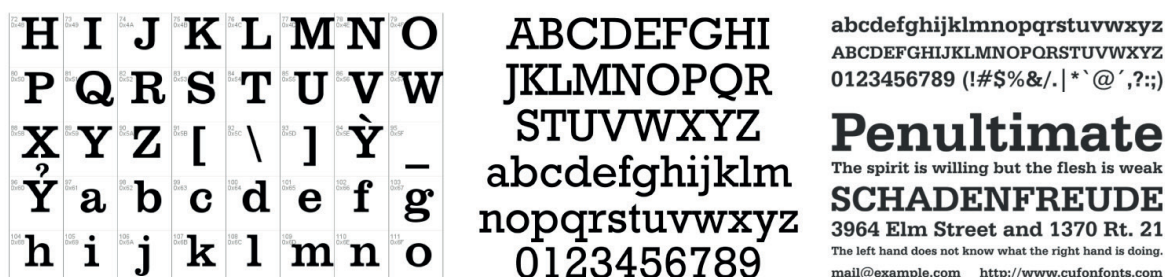 H I J K L M N O
P Q R S T U V W
X Y Z [ \ ] Ỳ _
Ỷ a b c d e f g
h i j k l m n o
ABCDEFGHI
JKLMNOPQR
STUVWXYZ
abcdefghijklm
nopqrstuvwxyz
0123456789
abcdefghijklmnopqrstuvwxyz
ABCDEFGHIJKLMNOPQRSTUVWXYZ
0123456789 (!#$%&/.|*`@´,?:;)
Penultimate
The spirit is willing but the flesh is weak
SCHADENFREUDE
3964 Elm Street and 1370 Rt. 21
The left hand does not know what the right hand is doing.
mail@example.com http://www.cufonfonts.com